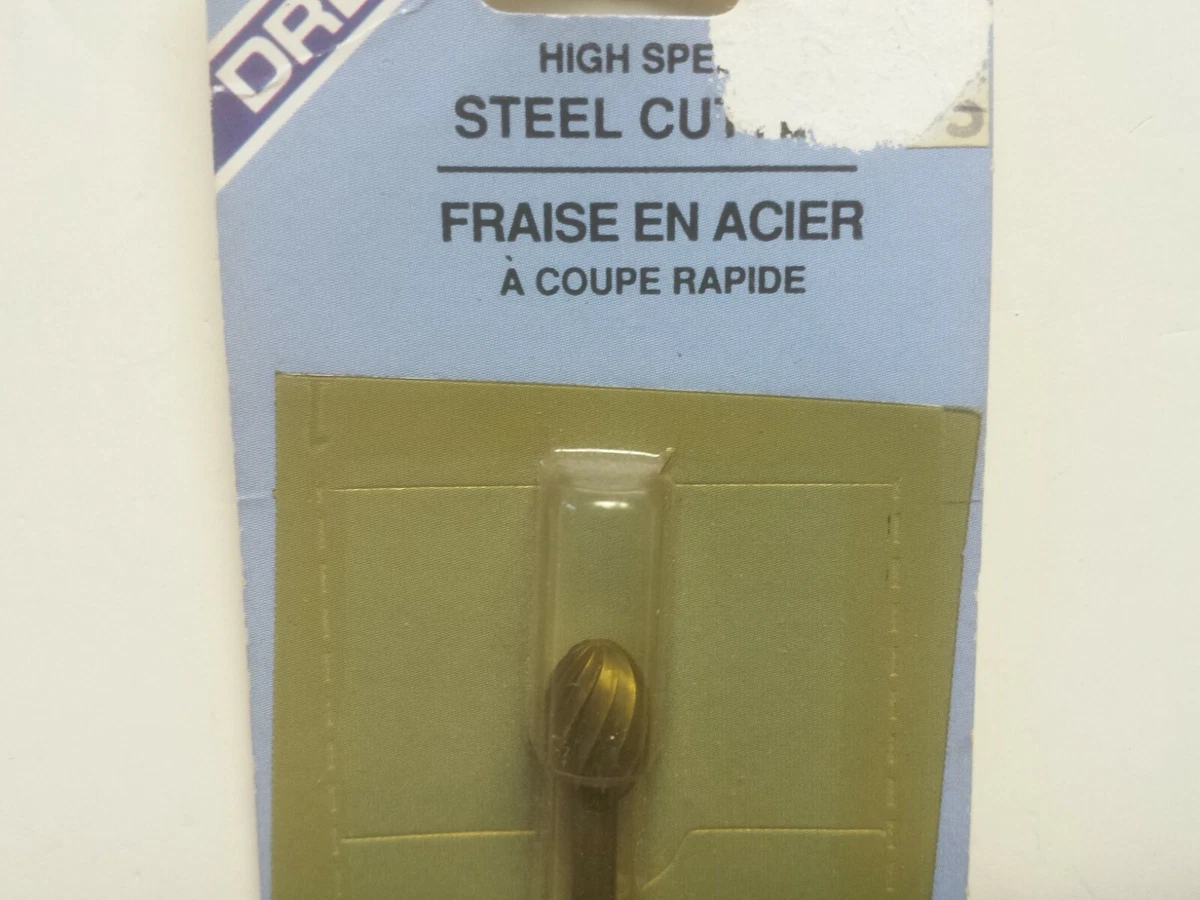 HIGH
STEEL
FRAISE EN ACIER
À COUPE RAPIDE